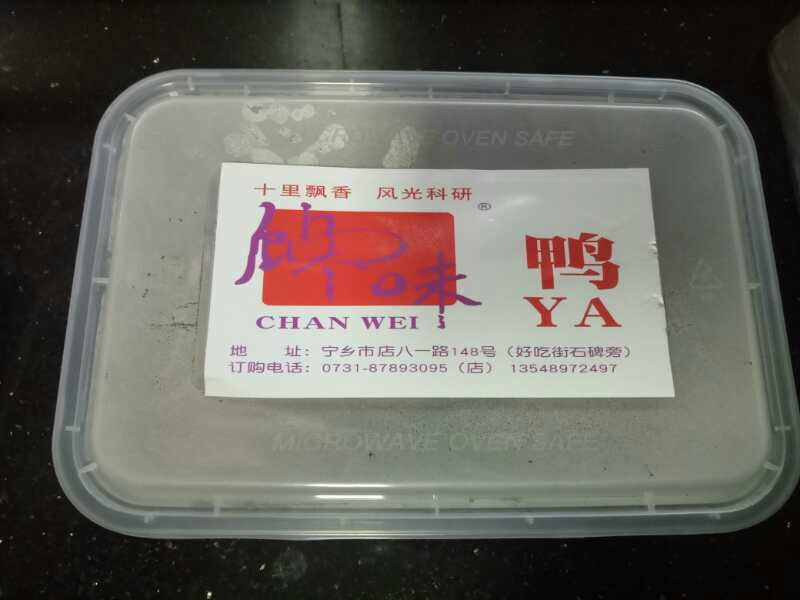 MICROWAVE OVEN SAFE
十里飘香 风光科研
®
味
CHAN WEI
鸭
YA
地 址：宁乡市店八一路148号（好吃街石碑旁）
订购电话：0731-87893095（店） 13548972497
MICROWAVE OVEN SAFE